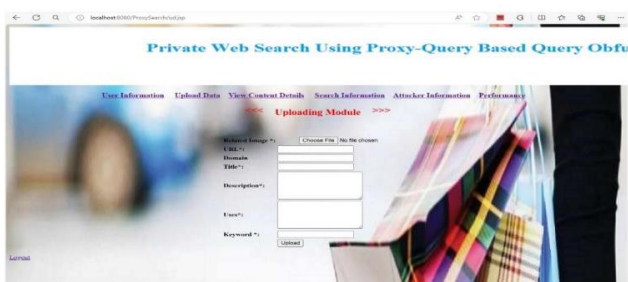 localhost:8080/ProxySearch/ud.jsp
Private Web Search Using Proxy-Query Based Query Obfu
User Information Upload Data View Content Details Search Information Attacker Information Performance
<<< Uploading Module >>>
Related Image *: Choose File No file chosen
URL *:
Domain
Title*:
Description*:
Uses*:
Keyword *:
Upload